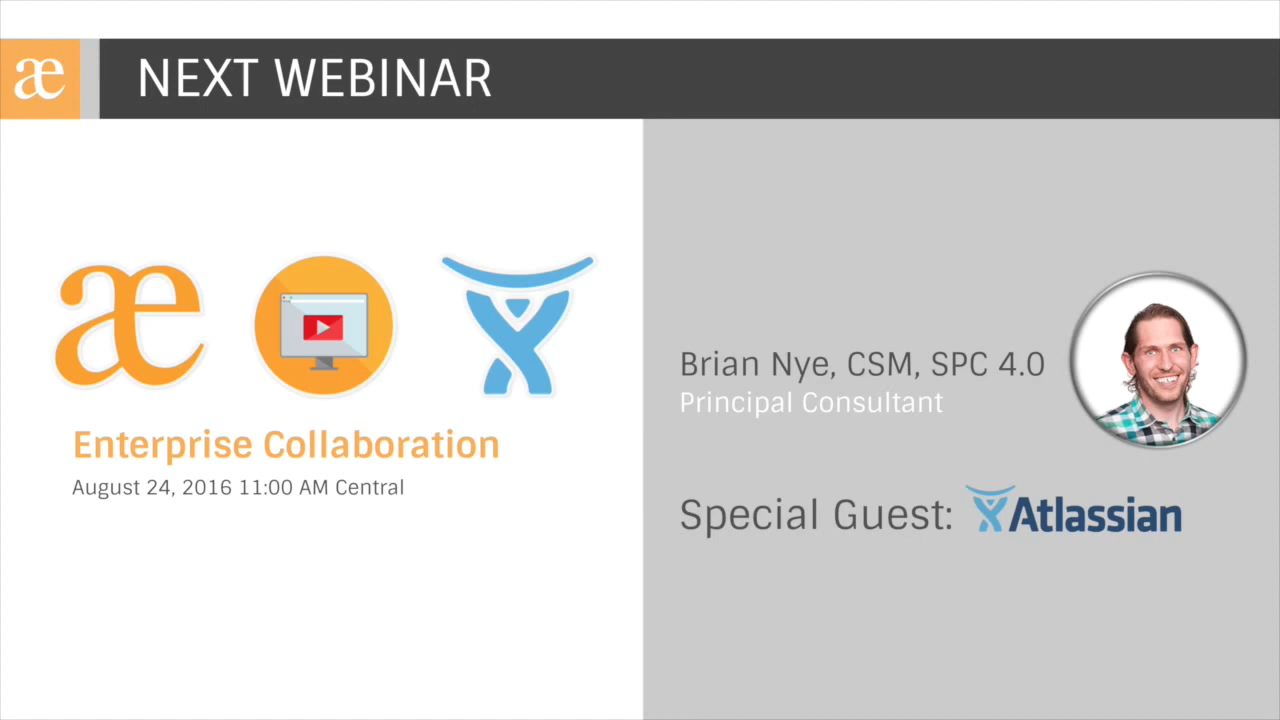 æ
NEXT WEBINAR
æ
Enterprise Collaboration
August 24, 2016 11:00 AM Central
Brian Nye, CSM, SPC 4.0
Principal Consultant
Special Guest: Atlassian